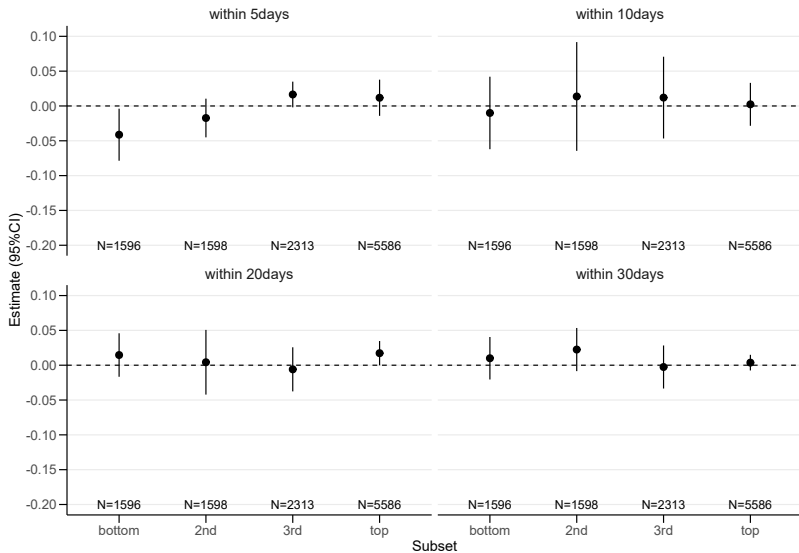 within 5days
within 10days
0.10
0.05
0.00
-0.05
-0.10
-0.15
-0.20
N=1596 N=1598 N=2313 N=5586
N=1596 N=1598 N=2313 N=5586
within 20days
within 30days
0.10
0.05
0.00
-0.05
-0.10
-0.15
-0.20
N=1596 N=1598 N=2313 N=5586
N=1596 N=1598 N=2313 N=5586
bottom 2nd 3rd top
bottom 2nd 3rd top
Estimate (95%CI)
Subset